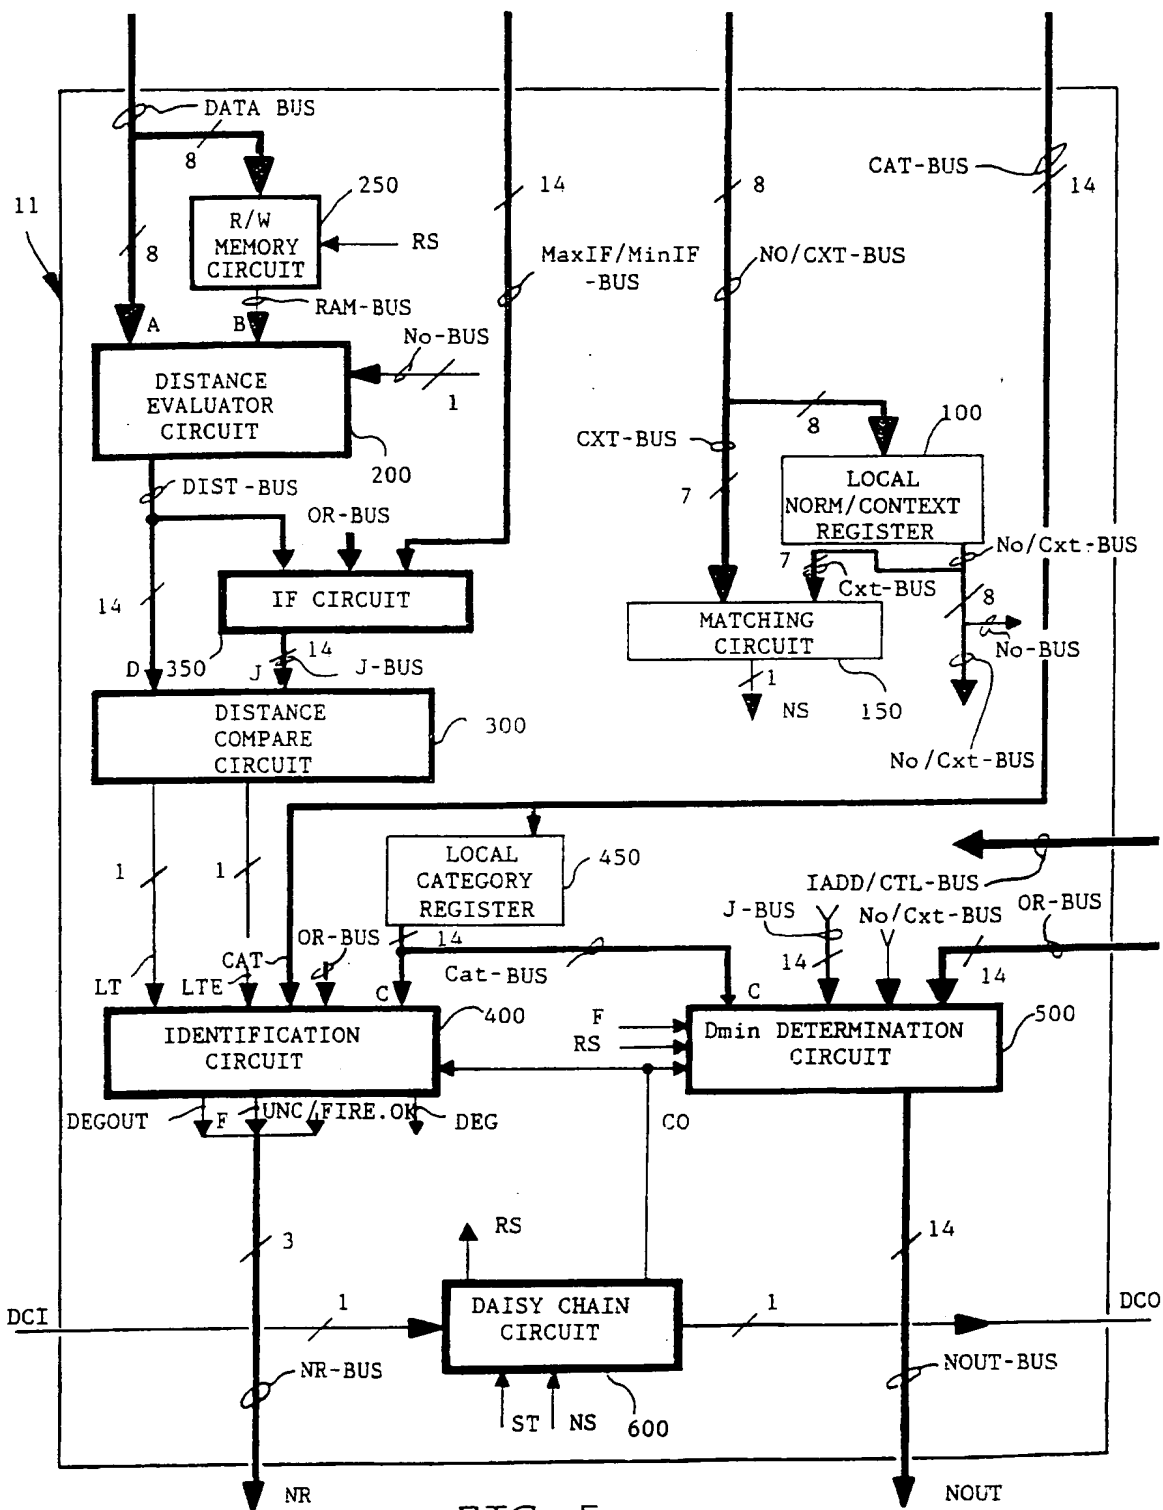 DATA BUS
8
CAT-BUS
14
11
250
14
8
R/W
MEMORY
CIRCUIT
RS
8
MaxIF/MinIF
-BUS
NO/CXT-BUS
RAM-BUS
A
B
No-BUS
DISTANCE
EVALUATOR
CIRCUIT
1
8
100
CXT-BUS
200
LOCAL
NORM/CONTEXT
REGISTER
DIST-BUS
7
OR-BUS
No/Cxt-BUS
7
Cxt-BUS
14
IF CIRCUIT
8
MATCHING
CIRCUIT
No-BUS
D
350
J
14
J-BUS
1
NS
150
DISTANCE
COMPARE
CIRCUIT
300
No/Cxt-BUS
1
1
LOCAL
CATEGORY
REGISTER
450
IADD/CTL-BUS
J-BUS
No/Cxt-BUS
OR-BUS
OR-BUS
14
CAT
Cat-BUS
14
14
LT
LTE
C
C
IDENTIFICATION
CIRCUIT
400
F
RS
Dmin DETERMINATION
CIRCUIT
500
DEGOUT
F
UNC/FIRE.OK
DEG
CO
RS
3
14
DCI
1
DAISY CHAIN
CIRCUIT
1
DCO
NR-BUS
NOUT-BUS
ST
NS
600
NR
NOUT